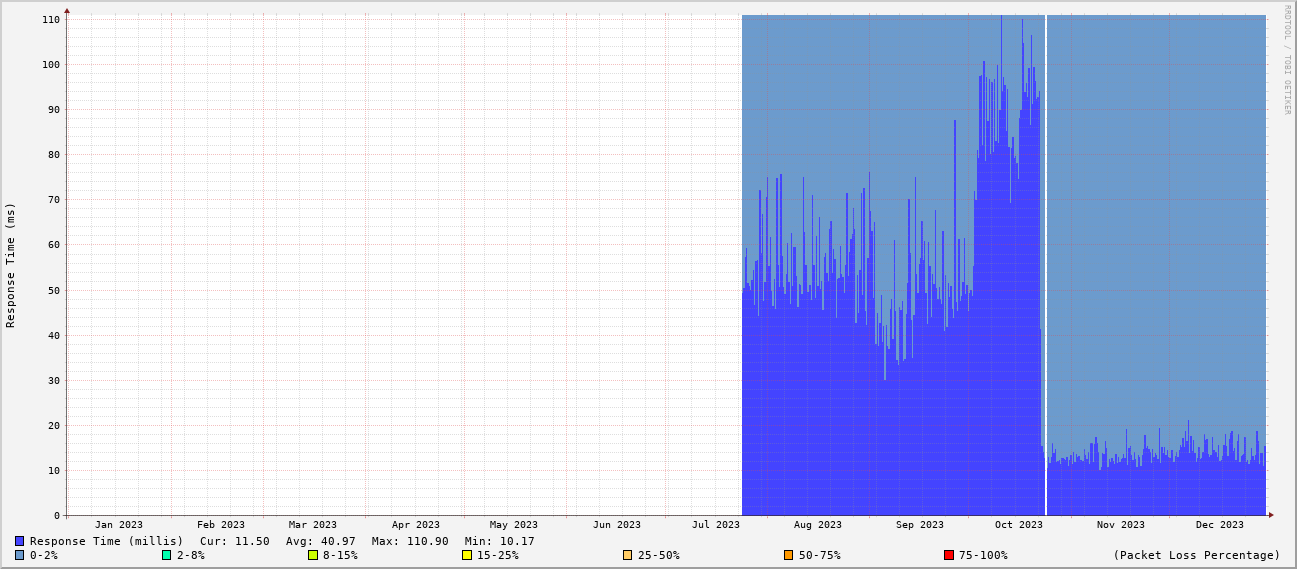 RRDTOOL / TOBI OETIKER
Response Time (ms)
110
100
90
80
70
60
50
40
30
20
10
0
Jan 2023 Feb 2023 Mar 2023 Apr 2023 May 2023 Jun 2023 Jul 2023 Aug 2023 Sep 2023 Oct 2023 Nov 2023 Dec 2023
Response Time (millis) Cur: 11.50 Avg: 40.97 Max: 110.90 Min: 10.17
0-2% 2-8% 8-15% 15-25% 25-50% 50-75% 75-100% (Packet Loss Percentage)